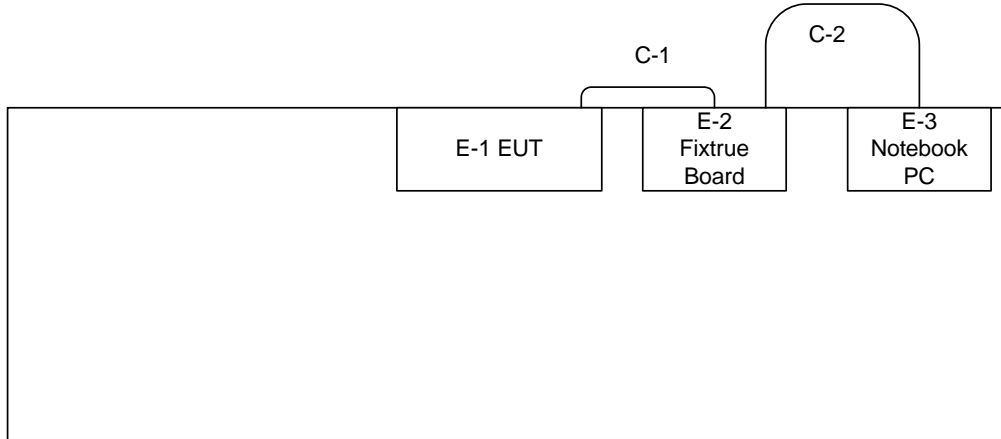 C-2
C-1
E-1 EUT
E-2
Fixtrue
Board
E-3
Notebook
PC